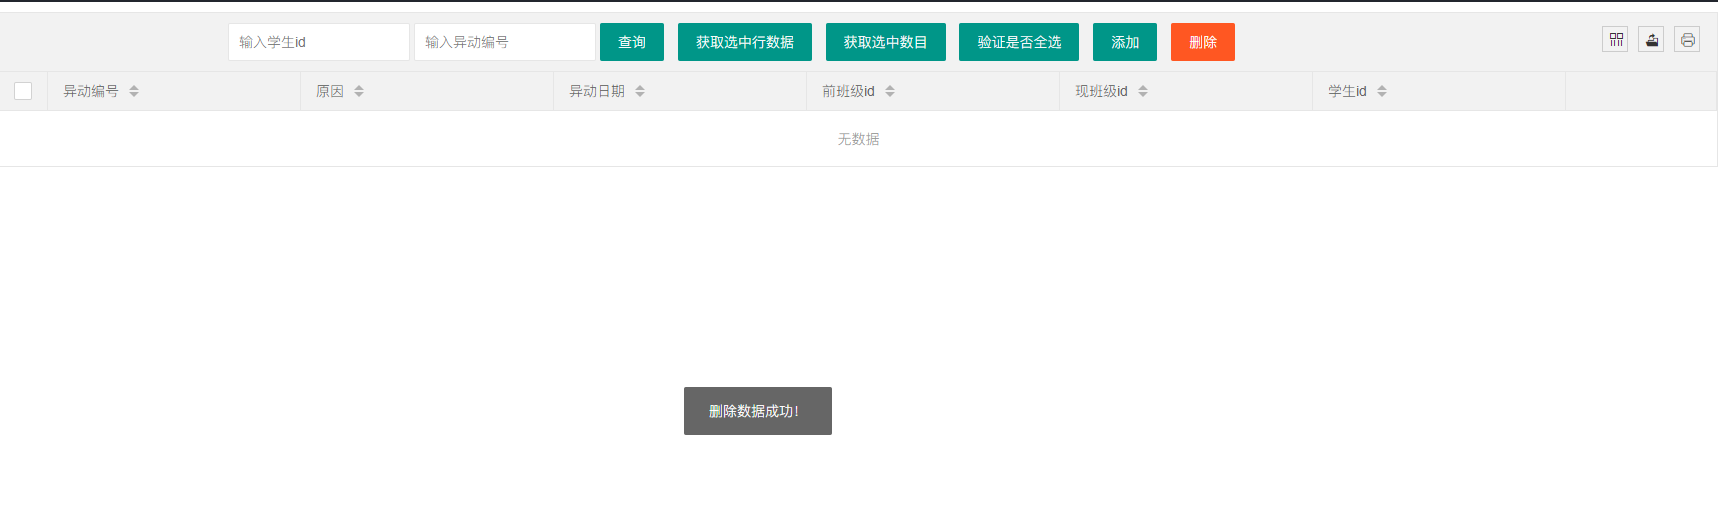 输入学生id 输入异动编号 查询 获取选中行数据 获取选中数目 验证是否全选 添加 删除
异动编号 原因 异动日期 前班级id 现班级id 学生id
无数据
删除数据成功！